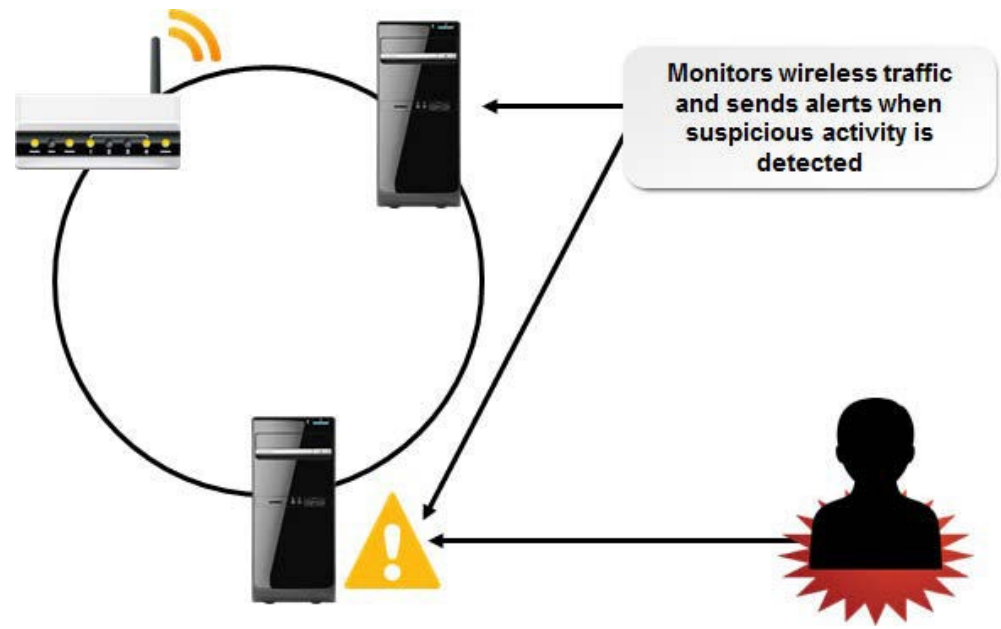 Monitors wireless traffic
and sends alerts when
suspicious activity is
detected